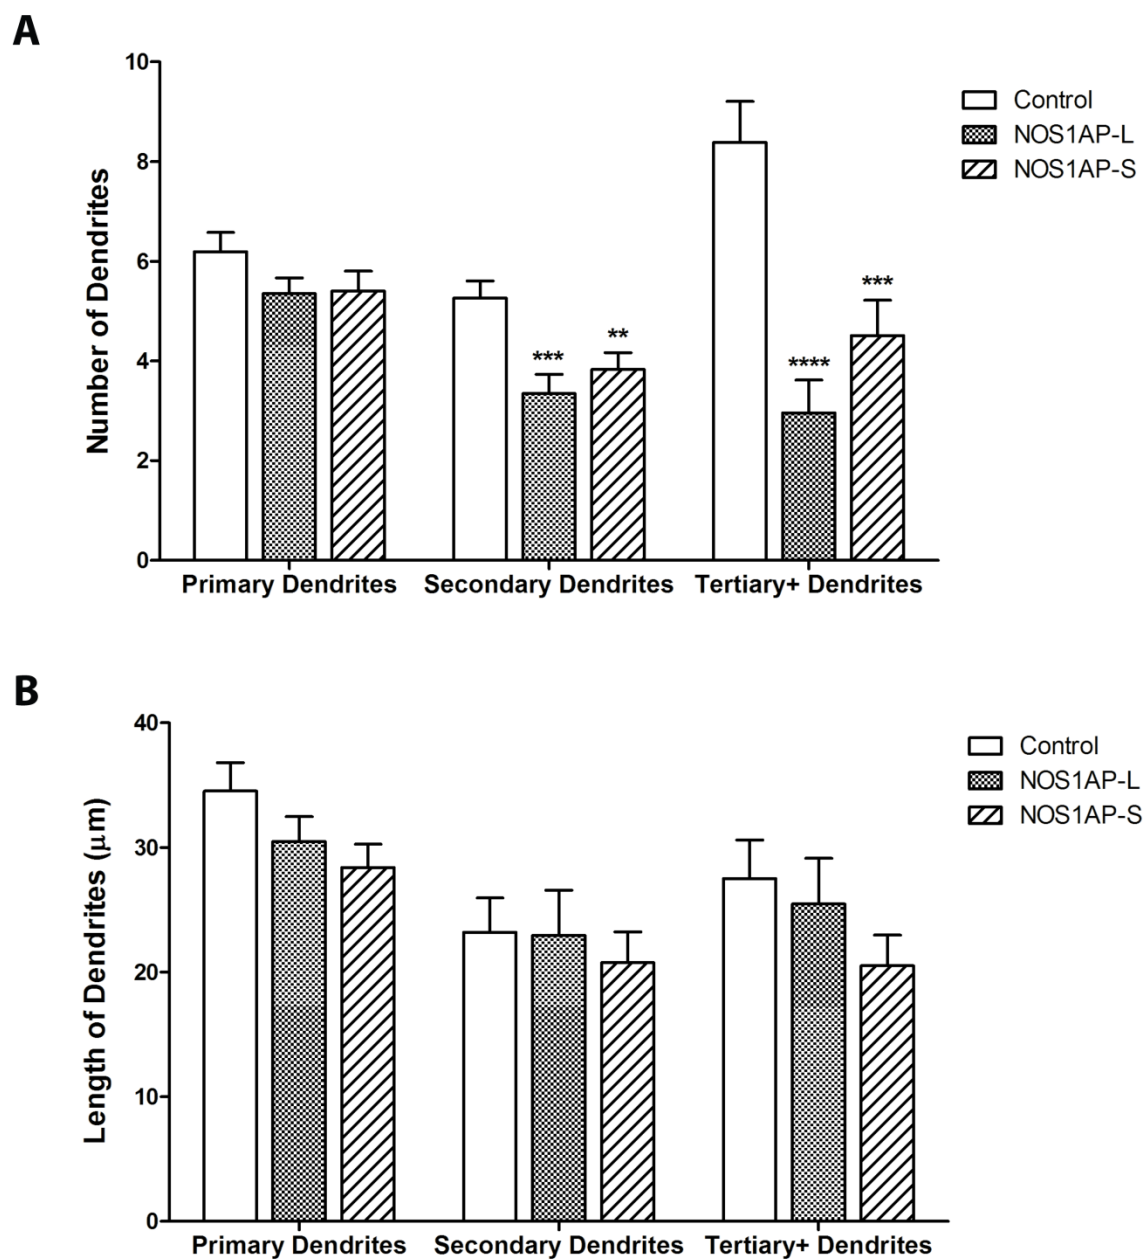 A
10
8
6
4
2
0
Number of Dendrites
Control
NOS1AP-L
NOS1AP-S
*** ** **** ***
Primary Dendrites Secondary Dendrites Tertiary+ Dendrites
B
40
30
20
10
0
Length of Dendrites (μm)
Control
NOS1AP-L
NOS1AP-S
Primary Dendrites Secondary Dendrites Tertiary+ Dendrites